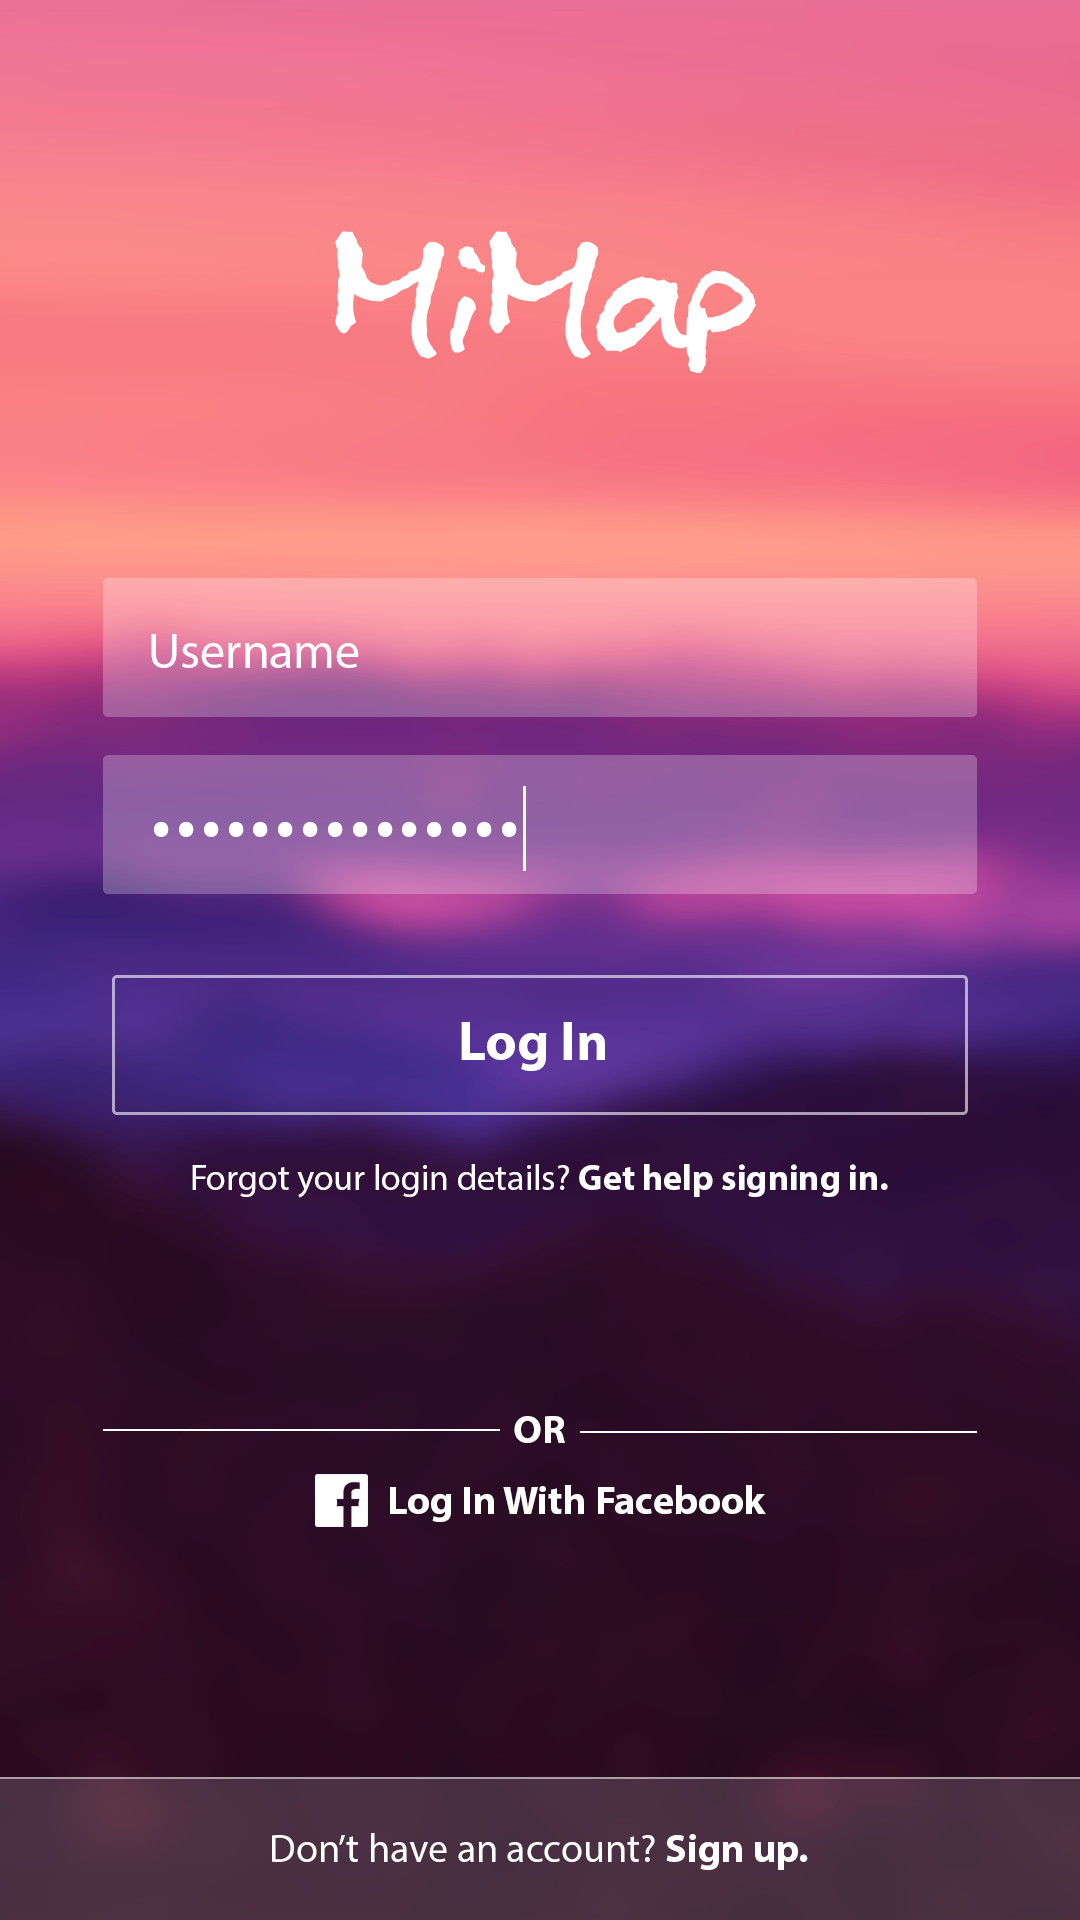 MiMap
Username
•••••••••••••••
Log In
Forgot your login details? Get help signing in.
OR
Log In With Facebook
Don’t have an account? Sign up.